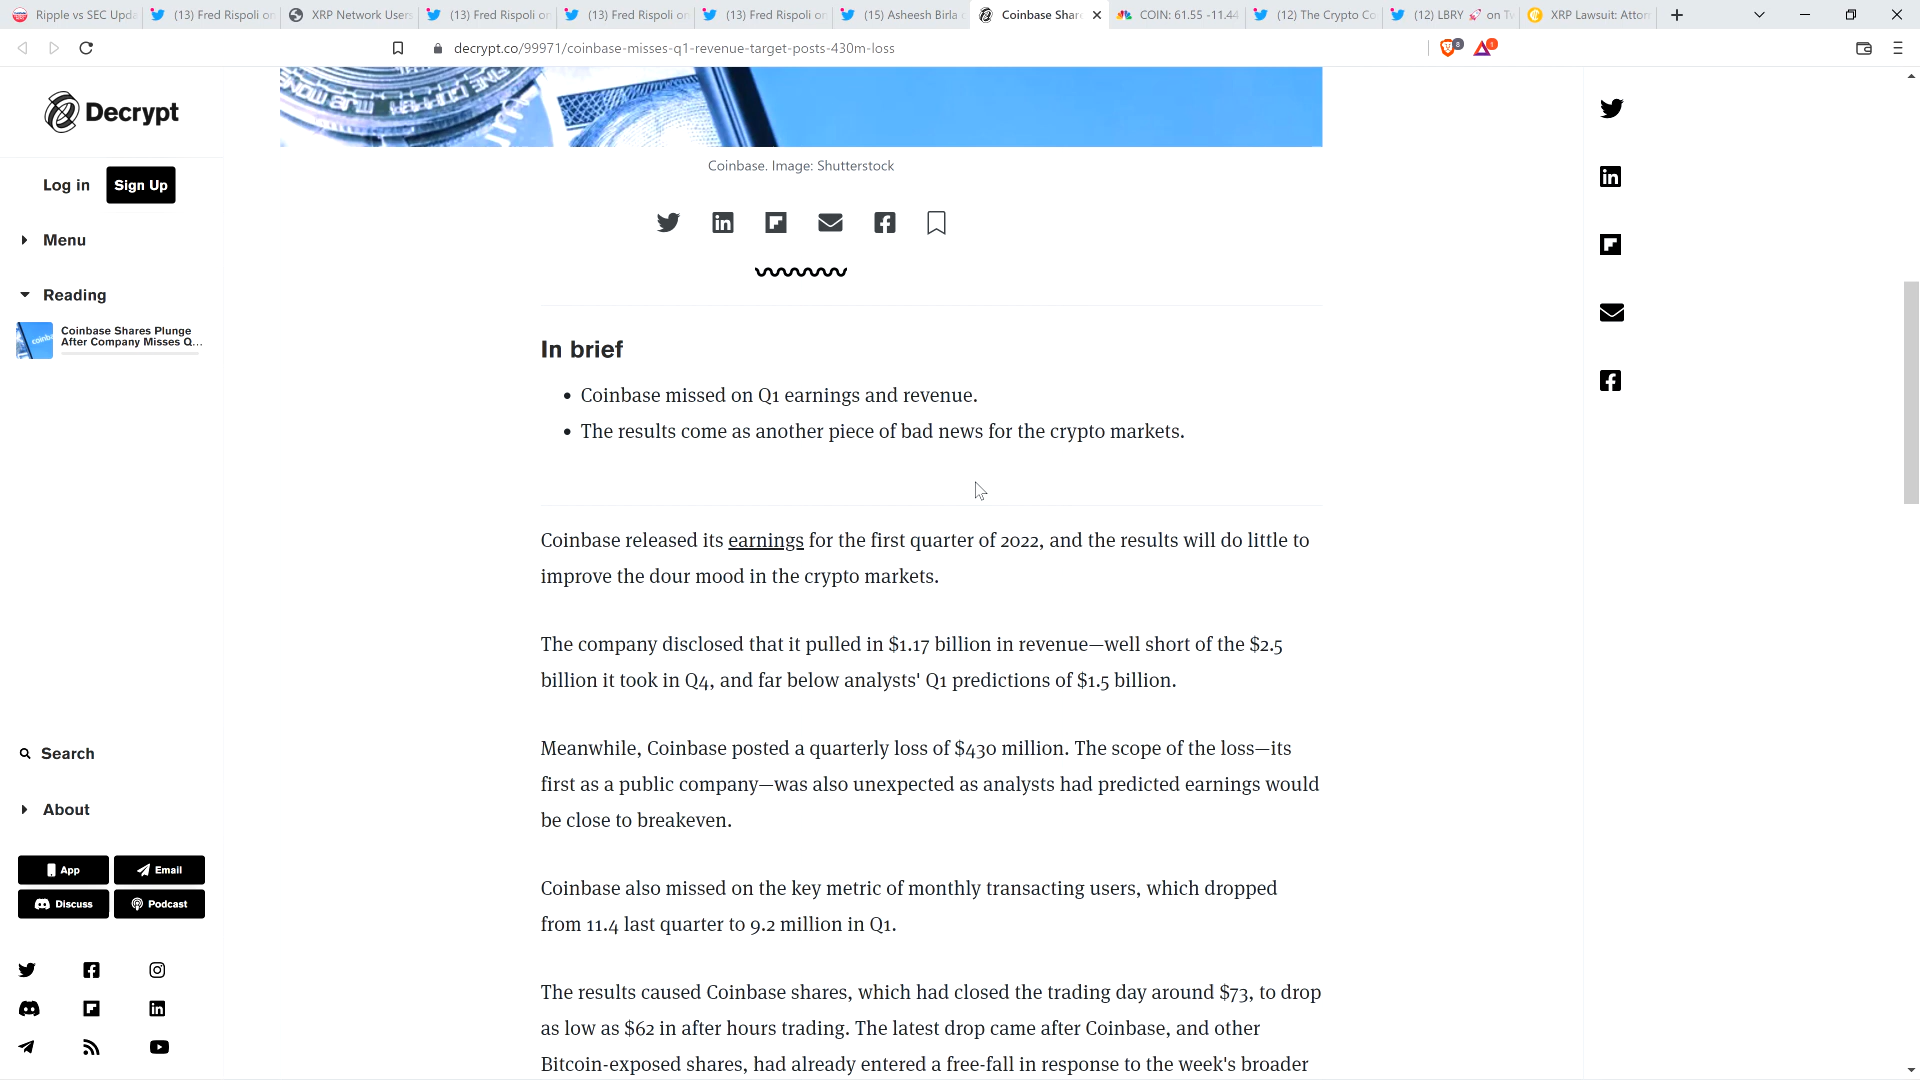 Ripple vs SEC Upda
(13) Fred Rispoli on
XRP Network Users
(13) Fred Rispoli on
(13) Fred Rispoli on
(13) Fred Rispoli on
(15) Asheesh Birla
Coinbase Shar
COIN: 61.55 -11.44
(12) The Crypto Co
(12) LBRY 🚀 on Tw
XRP Lawsuit: Attor
decrypt.co/99971/coinbase-misses-q1-revenue-target-posts-430m-loss
8
1
Decrypt
Log in
Sign Up
Menu
Reading
Coinbase Shares Plunge
After Company Misses Q...
Search
About
App
Email
Discuss
Podcast
Coinbase. Image: Shutterstock
In brief
• Coinbase missed on Q1 earnings and revenue.
• The results come as another piece of bad news for the crypto markets.
Coinbase released its earnings for the first quarter of 2022, and the results will do little to
improve the dour mood in the crypto markets.
The company disclosed that it pulled in $1.17 billion in revenue—well short of the $2.5
billion it took in Q4, and far below analysts' Q1 predictions of $1.5 billion.
Meanwhile, Coinbase posted a quarterly loss of $430 million. The scope of the loss—its
first as a public company—was also unexpected as analysts had predicted earnings would
be close to breakeven.
Coinbase also missed on the key metric of monthly transacting users, which dropped
from 11.4 last quarter to 9.2 million in Q1.
The results caused Coinbase shares, which had closed the trading day around $73, to drop
as low as $62 in after hours trading. The latest drop came after Coinbase, and other
Bitcoin-exposed shares, had already entered a free-fall in response to the week's broader